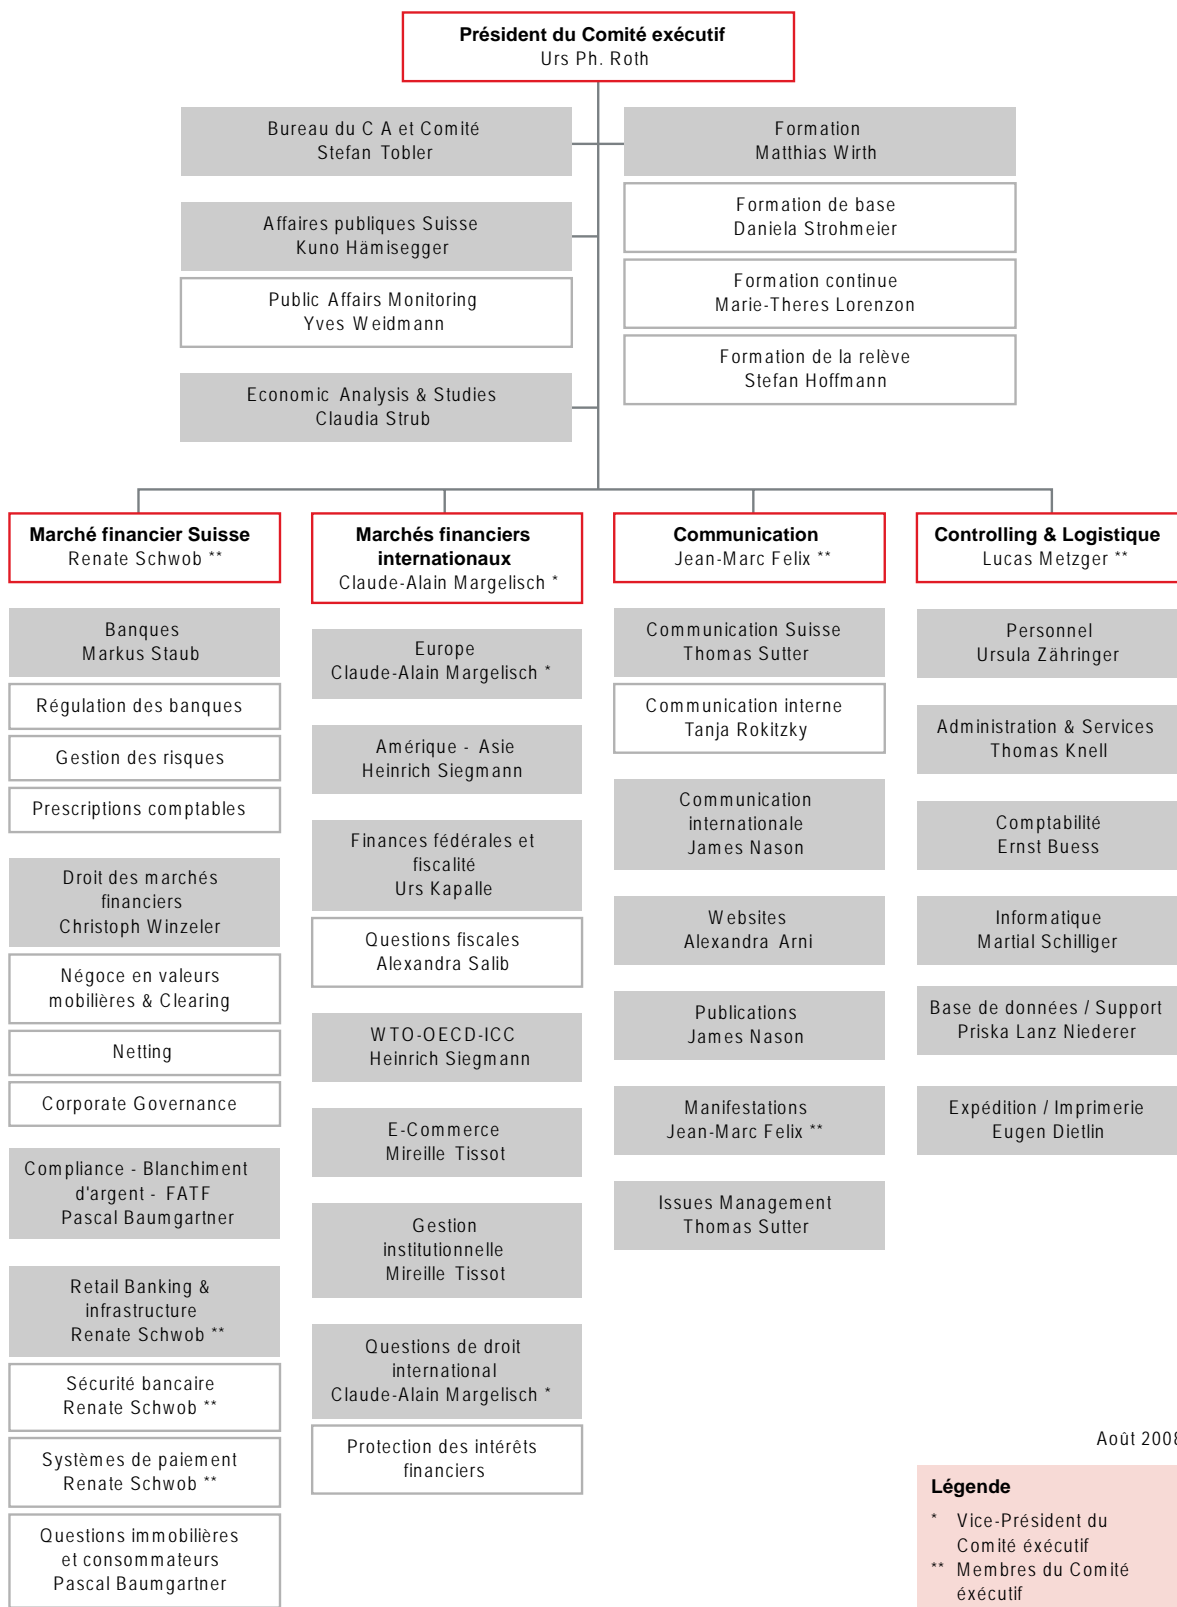 Président du Comité exécutif
Urs Ph. Roth
Bureau du C A et Comité
Stefan Tobler
Affaires publiques Suisse
Kuno Hämisegger
Public Affairs Monitoring
Yves Weidmann
Economic Analysis & Studies
Claudia Strub
Formation
Matthias Wirth
Formation de base
Daniela Strohmeier
Formation continue
Marie-Theres Lorenzon
Formation de la relève
Stefan Hoffmann
Marché financier Suisse
Renate Schwob **
Banques
Markus Staub
Régulation des banques
Gestion des risques
Prescriptions comptables
Droit des marchés
financiers
Christoph Winzeler
Négoce en valeurs
mobilières & Clearing
Netting
Corporate Governance
Compliance - Blanchiment
d'argent - FATF
Pascal Baumgartner
Retail Banking &
infrastructure
Renate Schwob **
Sécurité bancaire
Renate Schwob **
Systèmes de paiement
Renate Schwob **
Questions immobilières
et consommateurs
Pascal Baumgartner
Marchés financiers
internationaux
Claude-Alain Margelisch *
Europe
Claude-Alain Margelisch *
Amérique - Asie
Heinrich Siegmann
Finances fédérales et
fiscalité
Urs Kapalle
Questions fiscales
Alexandra Salib
WTO-OECD-ICC
Heinrich Siegmann
E-Commerce
Mireille Tissot
Gestion
institutionnelle
Mireille Tissot
Questions de droit
international
Claude-Alain Margelisch *
Protection des intérêts
financiers
Communication
Jean-Marc Felix **
Communication Suisse
Thomas Sutter
Communication interne
Tanja Rokitzky
Communication
internationale
James Nason
Websites
Alexandra Arni
Publications
James Nason
Manifestations
Jean-Marc Felix **
Issues Management
Thomas Sutter
Controlling & Logistique
Lucas Metzger **
Personnel
Ursula Zähringer
Administration & Services
Thomas Knell
Comptabilité
Ernst Buess
Informatique
Martial Schilliger
Base de données / Support
Priska Lanz Niederer
Expédition / Imprimerie
Eugen Dietlin
Août 2008
Légende
* Vice-Président du
Comité éxécutif
** Membres du Comité
éxécutif